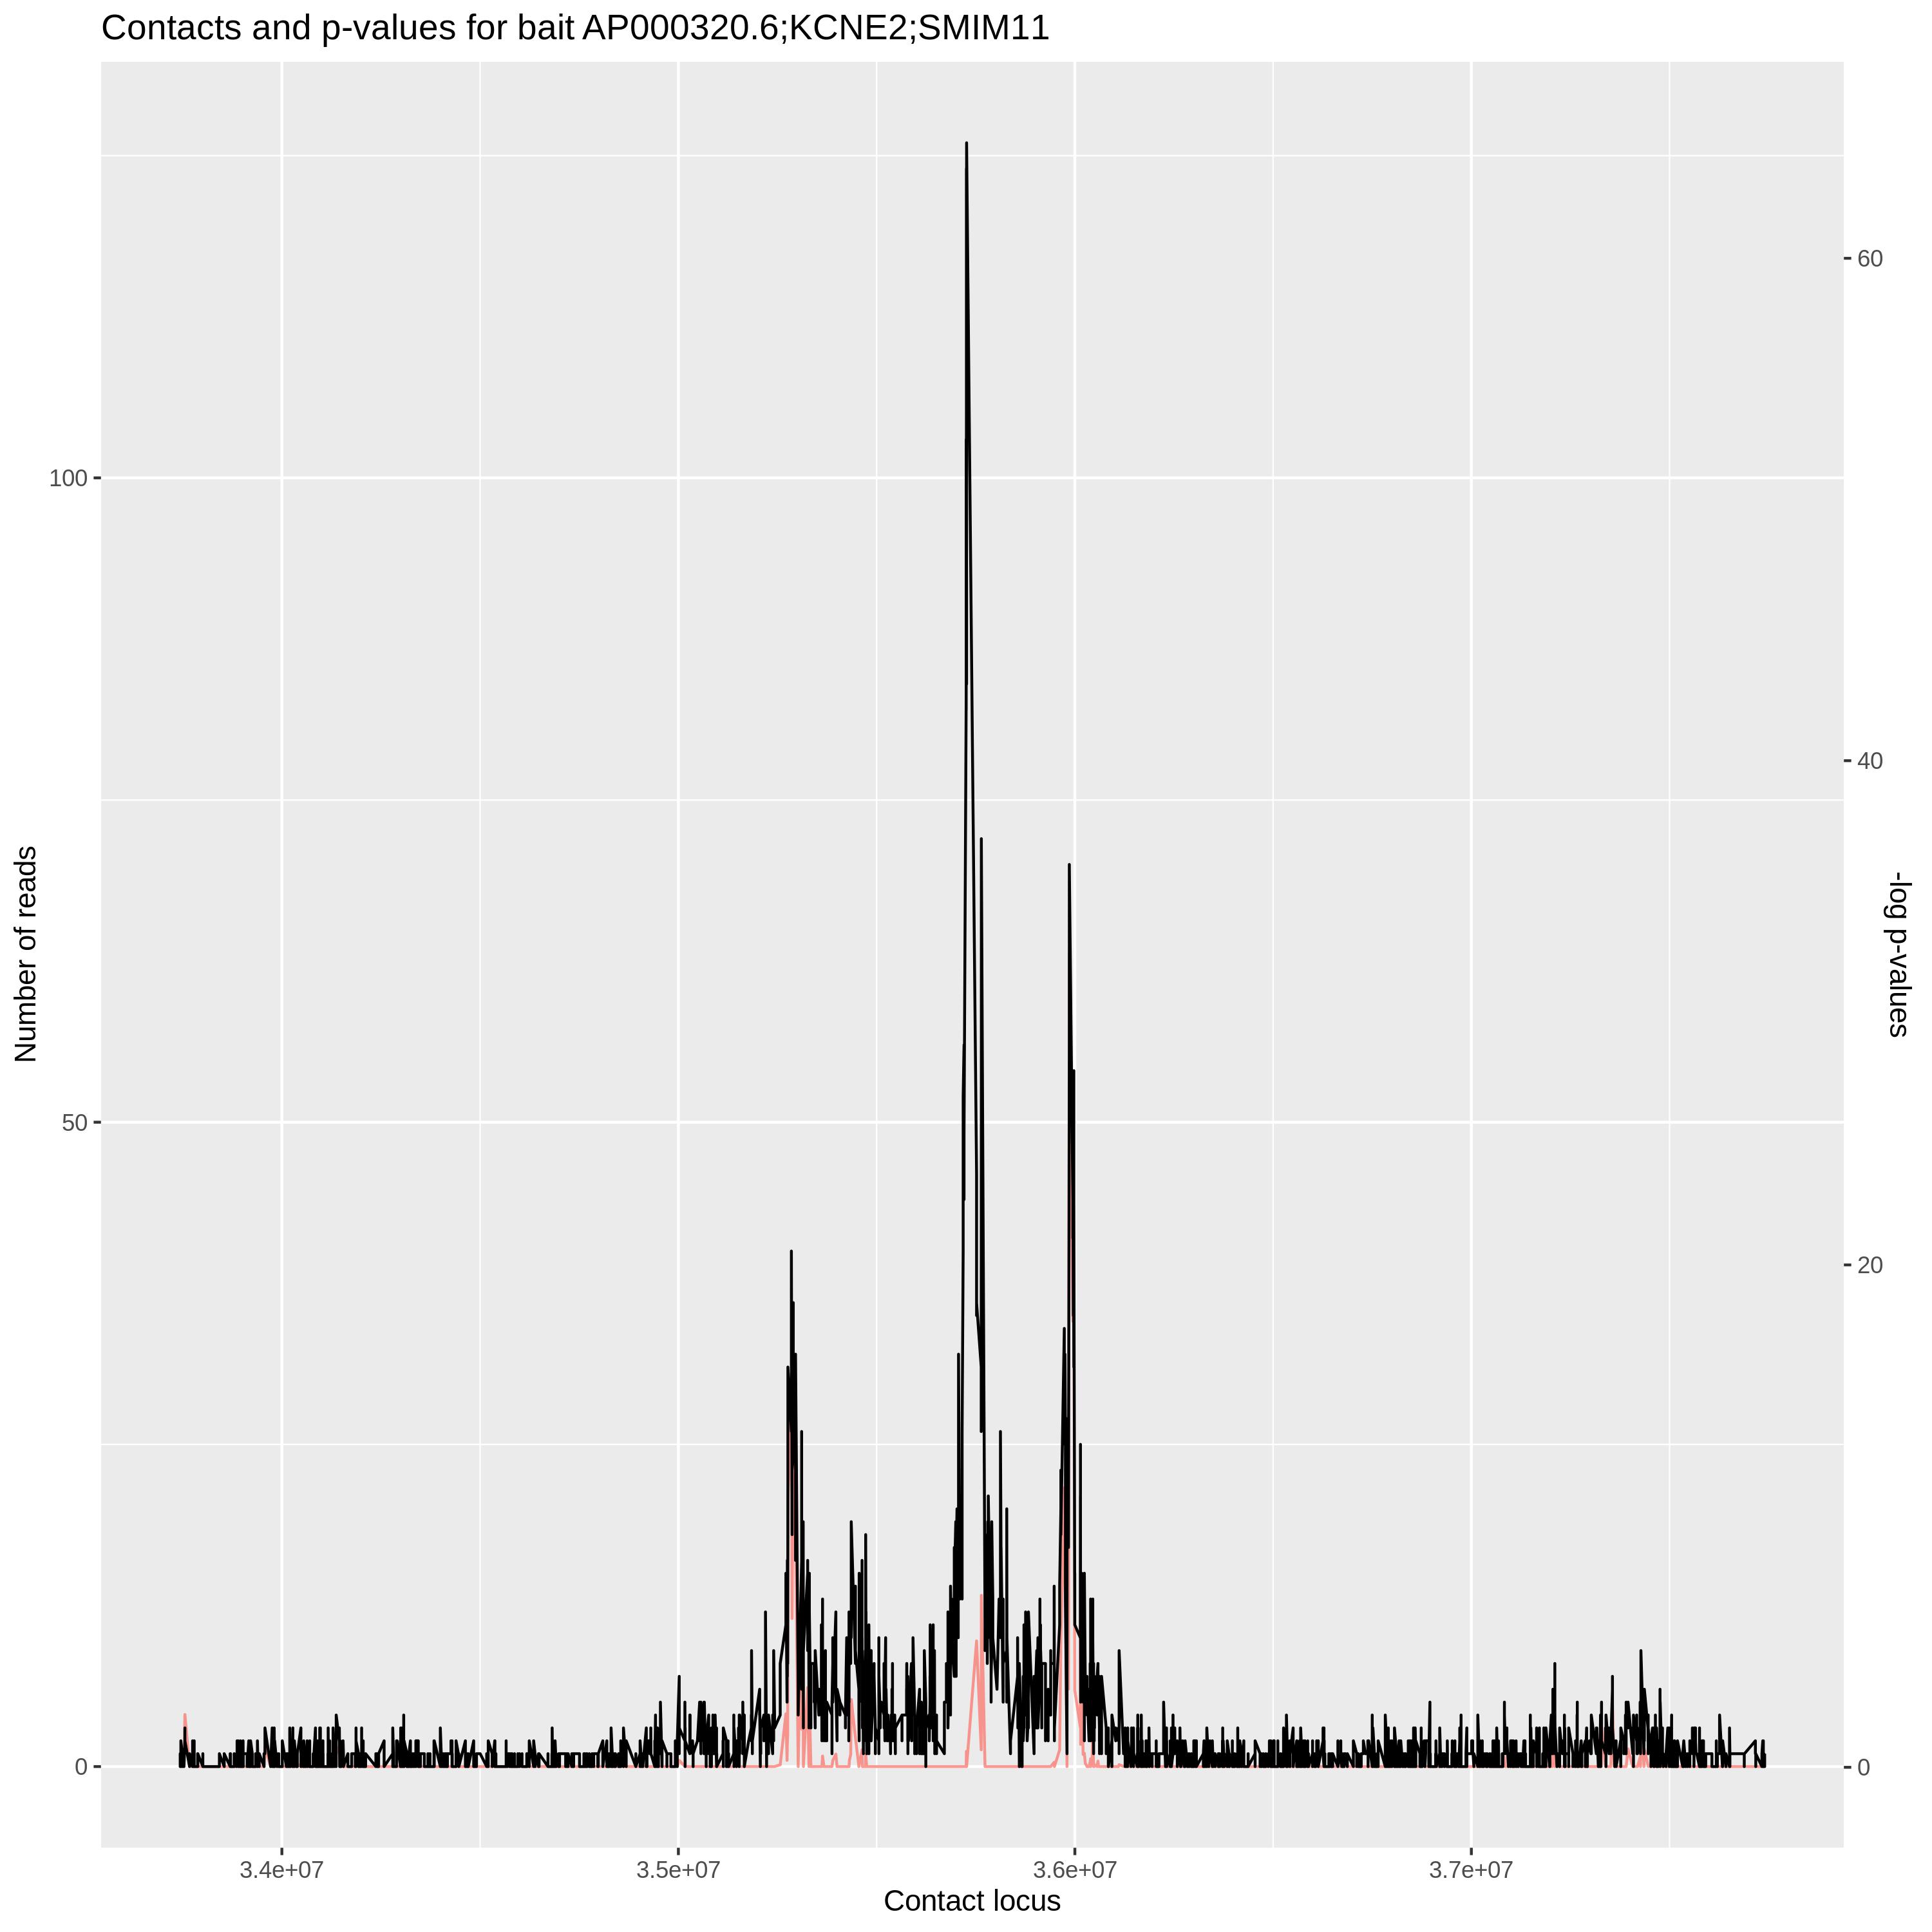 Contacts and p-values for bait AP000320.6;KCNE2;SMIM11
Number of reads
100
50
0
60
40
20
0
-log p-values
3.4e+07
3.5e+07
3.6e+07
3.7e+07
Contact locus